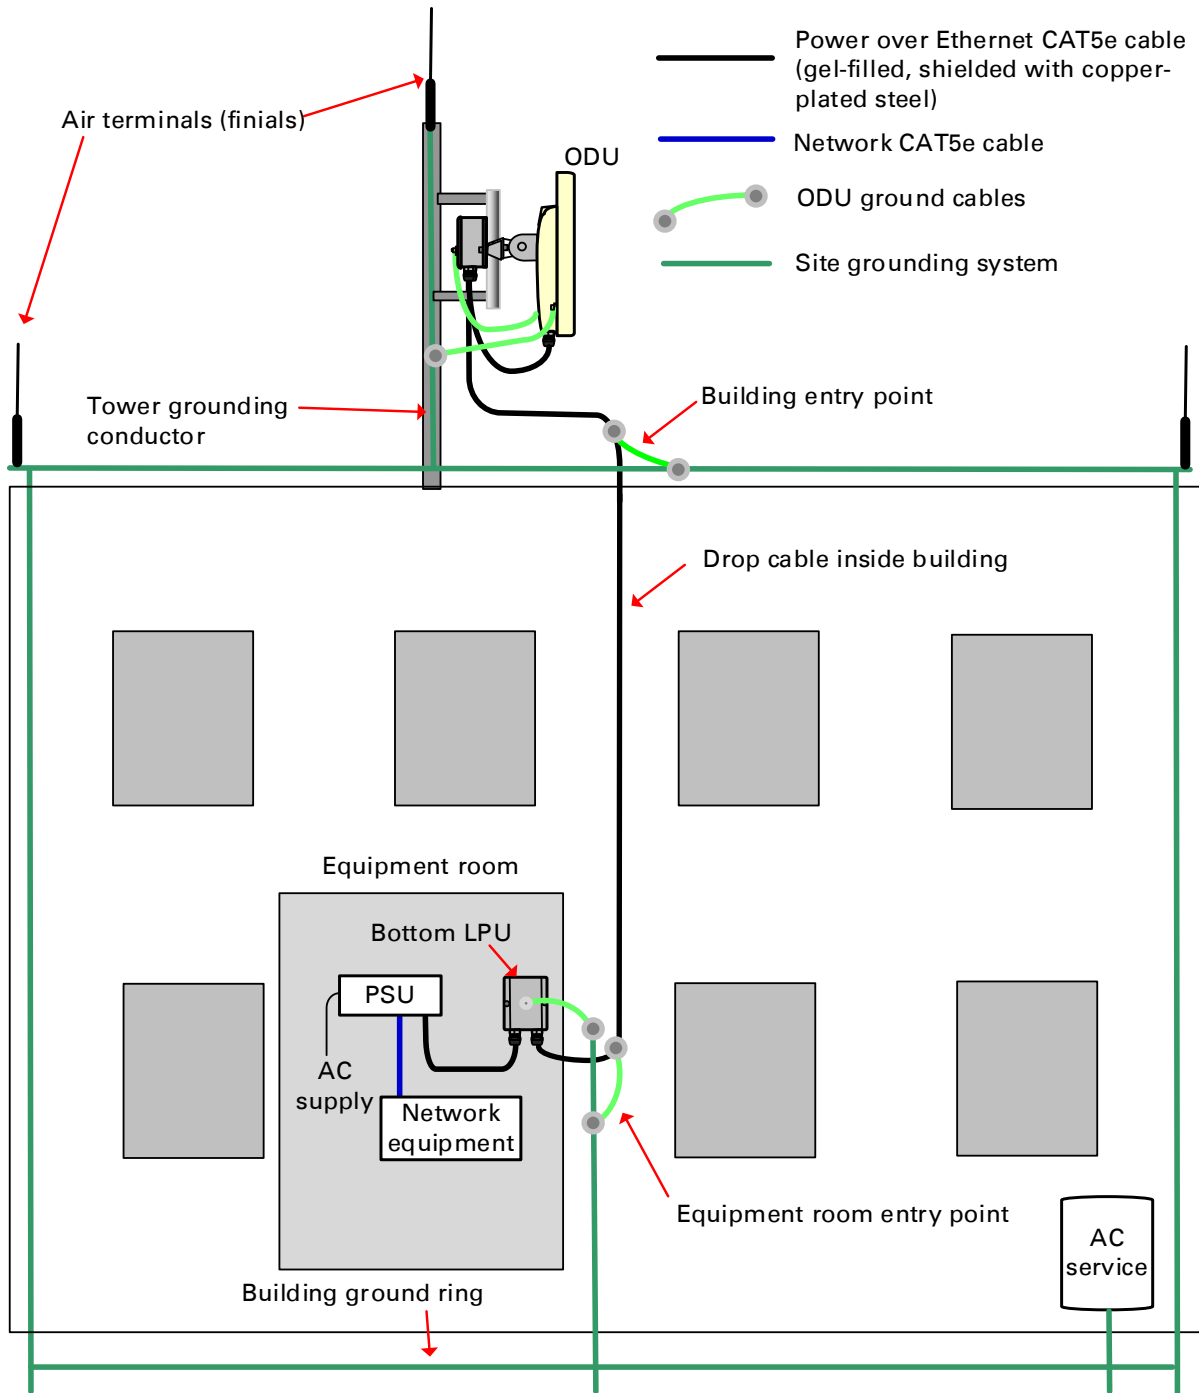 Power over Ethernet CAT5e cable
(gel-filled, shielded with copper-
plated steel)
Air terminals (finials)
Network CAT5e cable
ODU
ODU ground cables
Site grounding system
Building entry point
Tower grounding
conductor
Drop cable inside building
Equipment room
Bottom LPU
PSU
AC
supply
Network
equipment
Equipment room entry point
AC
service
Building ground ring